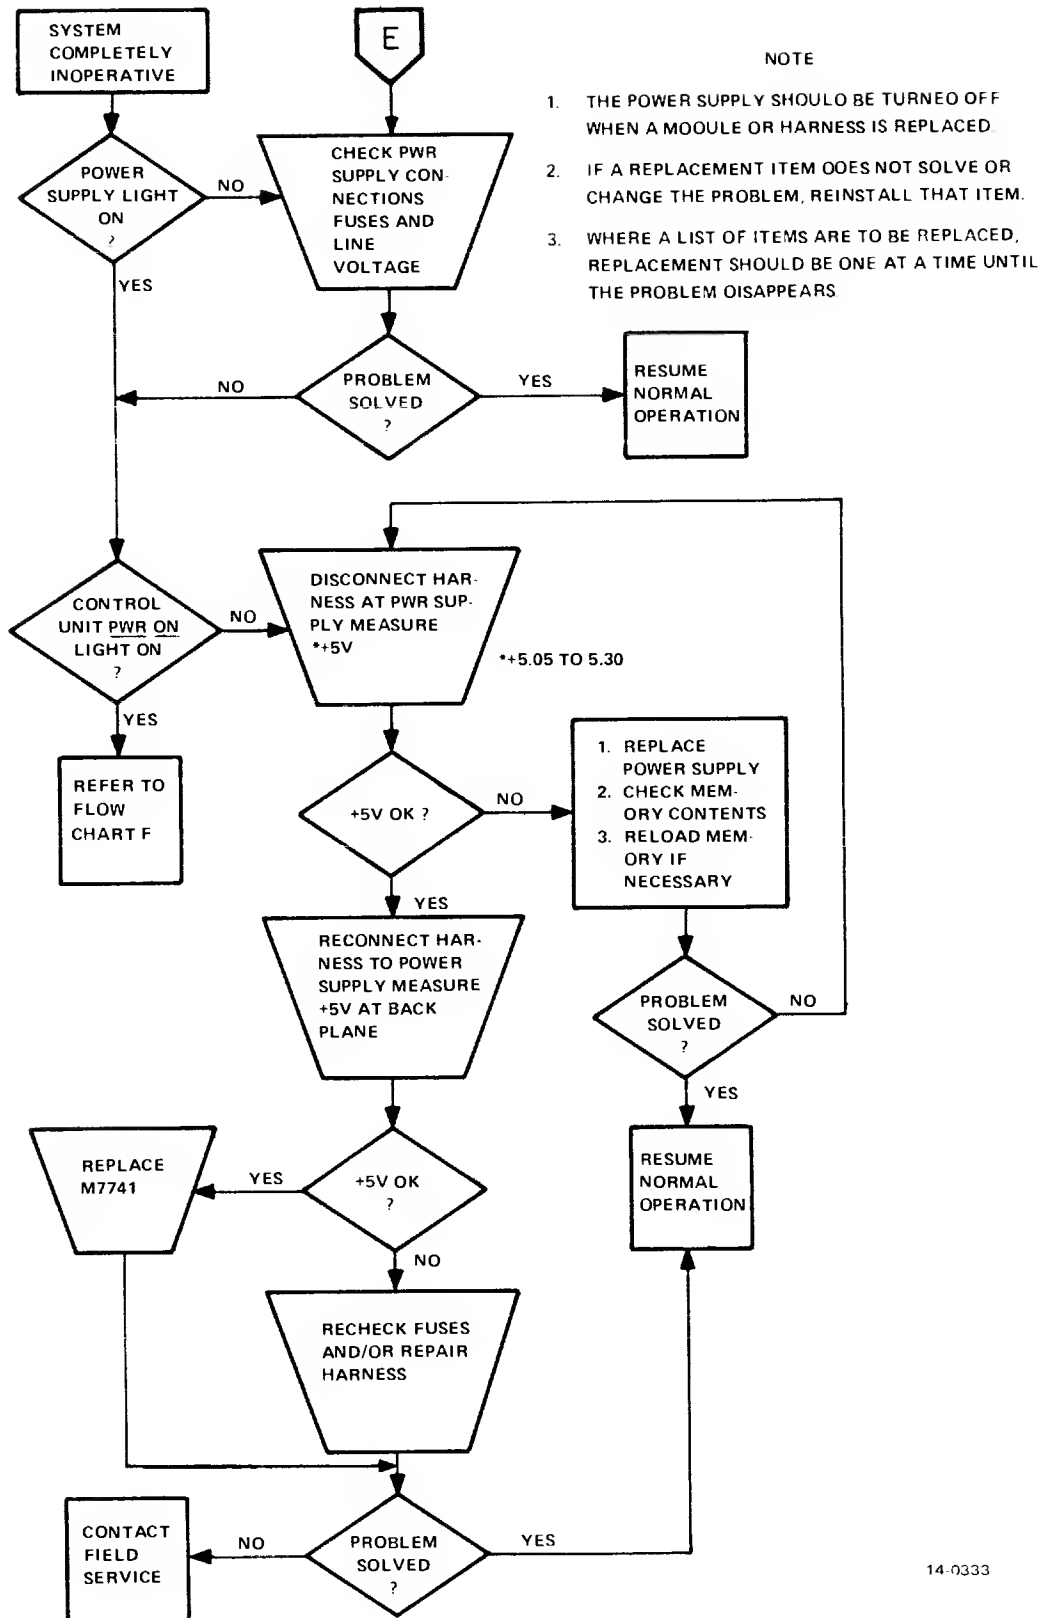 SYSTEM
COMPLETELY
INOPERATIVE
E
NOTE
1. THE POWER SUPPLY SHOULD BE TURNEO OFF
WHEN A MOOULE OR HARNESS IS REPLACED.
2. IF A REPLACEMENT ITEM OOES NOT SOLVE OR
CHANGE THE PROBLEM, REINSTALL THAT ITEM.
3. WHERE A LIST OF ITEMS ARE TO BE REPLACED,
REPLACEMENT SHOULD BE ONE AT A TIME UNTIL
THE PROBLEM OISAPPEARS
POWER
SUPPLY LIGHT
ON
?
NO
YES
CHECK PWR
SUPPLY CON-
NECTIONS
FUSES AND
LINE
VOLTAGE
PROBLEM
SOLVED
?
NO
YES
RESUME
NORMAL
OPERATION
CONTROL
UNIT PWR ON
LIGHT ON
?
NO
YES
REFER TO
FLOW
CHART F
DISCONNECT HAR-
NESS AT PWR SUP-
PLY MEASURE
*+5V
*+5.05 TO 5.30
+5V OK ?
NO
YES
1. REPLACE
POWER SUPPLY
2. CHECK MEM-
ORY CONTENTS
3. RELOAD MEM-
ORY IF
NECESSARY
PROBLEM
SOLVED
?
NO
YES
RESUME
NORMAL
OPERATION
RECONNECT HAR-
NESS TO POWER
SUPPLY MEASURE
+5V AT BACK
PLANE
+5V OK
?
YES
NO
REPLACE
M7741
RECHECK FUSES
AND/OR REPAIR
HARNESS
PROBLEM
SOLVED
?
NO
YES
CONTACT
FIELD
SERVICE
14-0333